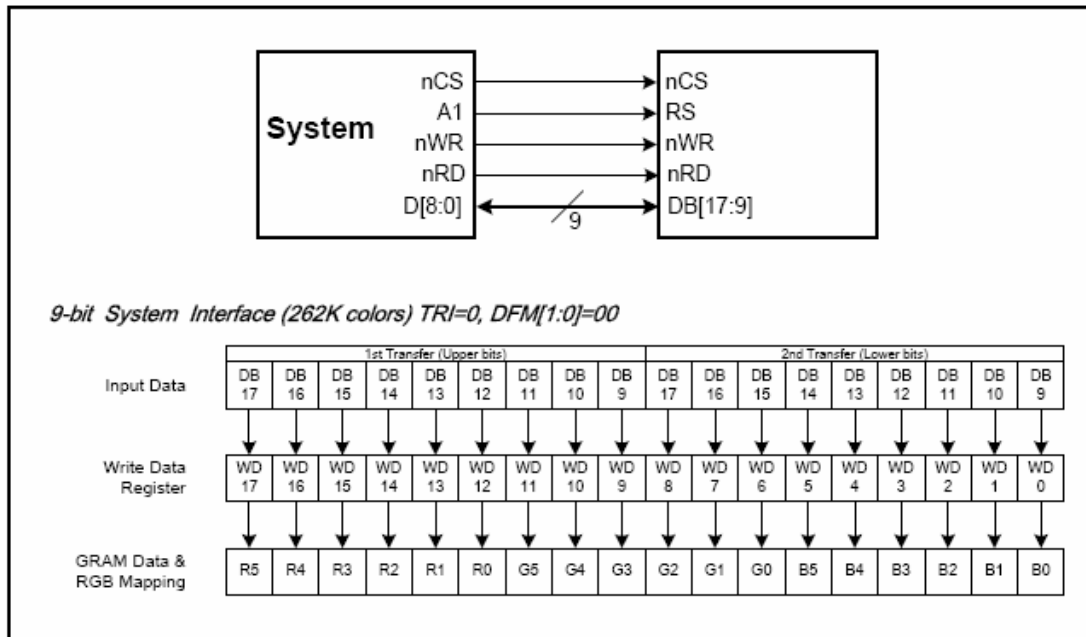 nCS nCS
A1 RS
System
nWR nWR
nRD nRD
D[8:0] 9 DB[17:9]
9-bit System Interface (262K colors) TRI=0, DFM[1:0]=00
1st Transfer (Upper bits) 2nd Transfer (Lower bits)
Input Data
DB DB DB DB DB DB DB DB DB DB DB DB DB DB DB DB DB DB
17 16 15 14 13 12 11 10 9 17 16 15 14 13 12 11 10 9
Write Data
Register
WD WD WD WD WD WD WD WD WD WD WD WD WD WD WD WD WD WD
17 16 15 14 13 12 11 10 9 8 7 6 5 4 3 2 1 0
GRAM Data &
RGB Mapping
R5 R4 R3 R2 R1 R0 G5 G4 G3 G2 G1 G0 B5 B4 B3 B2 B1 B0